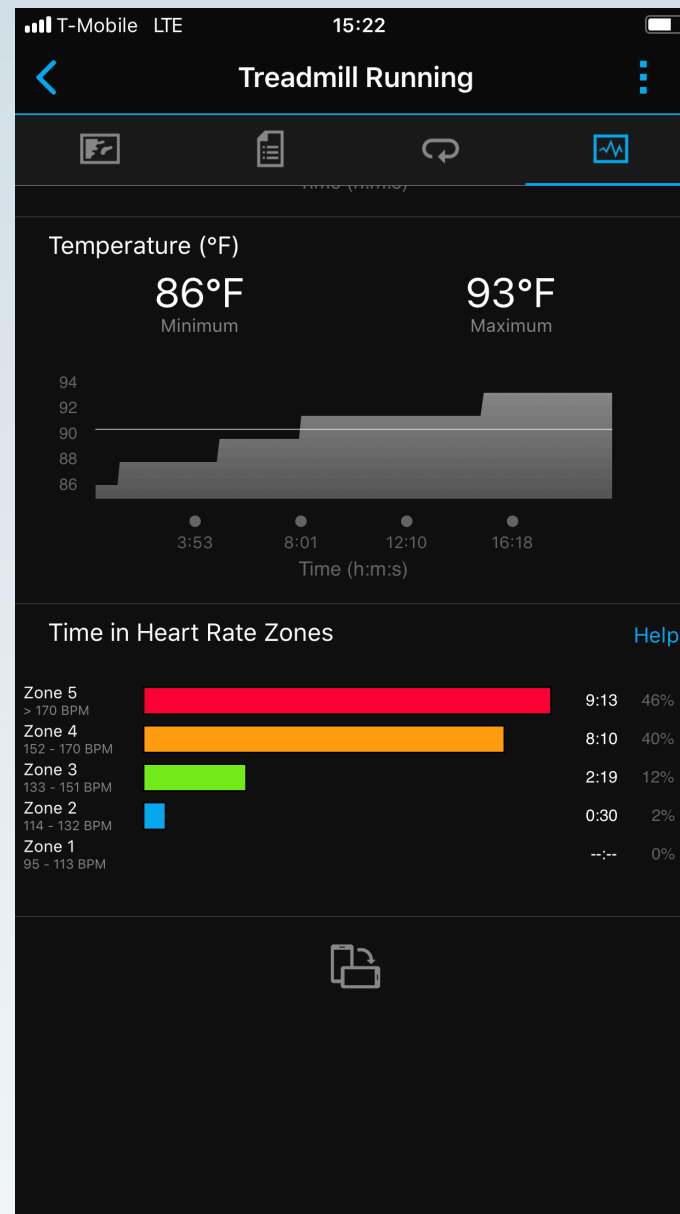 T-Mobile LTE 15:22
Treadmill Running
Time (h:m:s)
Temperature (°F)
86°F 93°F
Minimum Maximum
94
92
90
88
86
3:53 8:01 12:10 16:18
Time (h:m:s)
Time in Heart Rate Zones Help
Zone 5
> 170 BPM 9:13 46%
Zone 4
152 - 170 BPM 8:10 40%
Zone 3
133 - 151 BPM 2:19 12%
Zone 2
114 - 132 BPM 0:30 2%
Zone 1
95 - 113 BPM --:-- 0%